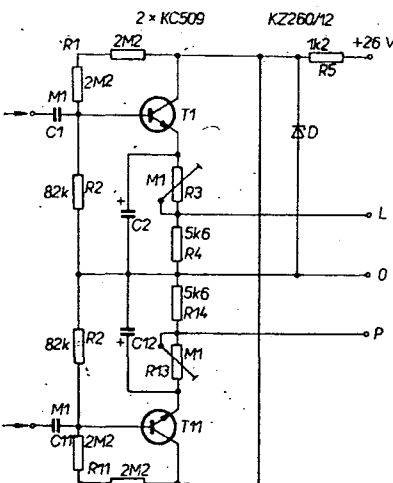 2 × KC509
KZ260/12
R1
2M2
1k2
+26 V
R5
2M2
M1
C1
T1
D
82k
R2
M1
R3
+
C2
L
5k6
R4
0
5k6
R14
82k
R2
+
C12
P
M1
R13
M1
C11
2M2
T11
R11
2M2